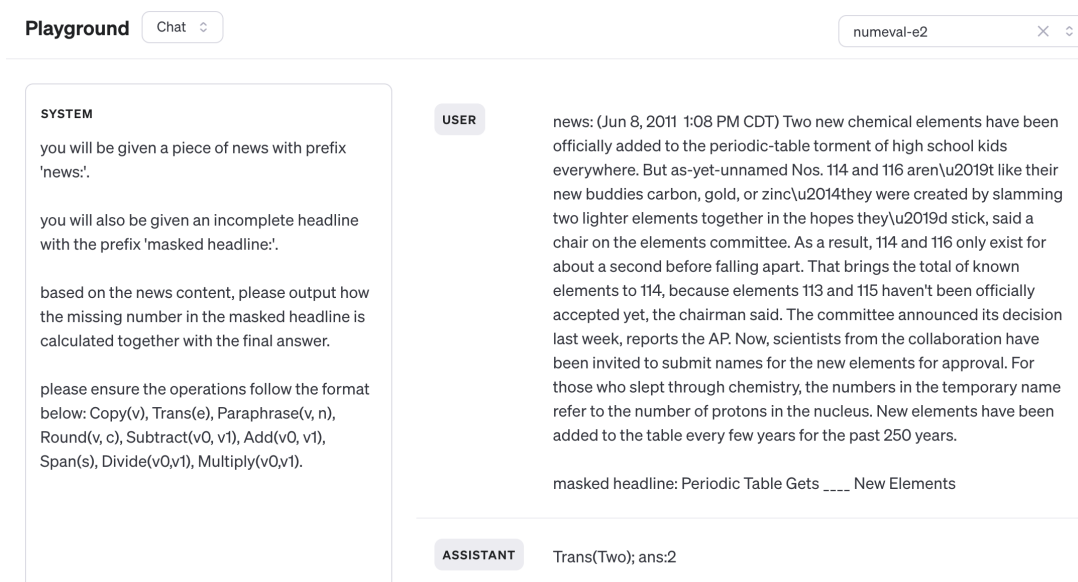 Playground
Chat
numeval-e2
SYSTEM
you will be given a piece of news with prefix
'news:'.
you will also be given an incomplete headline
with the prefix 'masked headline:'.
based on the news content, please output how
the missing number in the masked headline is
calculated together with the final answer.
please ensure the operations follow the format
below: Copy(v), Trans(e), Paraphrase(v, n),
Round(v, c), Subtract(v0, v1), Add(v0, v1),
Span(s), Divide(v0,v1), Multiply(v0,v1).
USER
news: (Jun 8, 2011  1:08 PM CDT) Two new chemical elements have been
officially added to the periodic-table torment of high school kids
everywhere. But as-yet-unnamed Nos. 114 and 116 aren\u2019t like their
new buddies carbon, gold, or zinc\u2014they were created by slamming
two lighter elements together in the hopes they\u2019d stick, said a
chair on the elements committee. As a result, 114 and 116 only exist for
about a second before falling apart. That brings the total of known
elements to 114, because elements 113 and 115 haven't been officially
accepted yet, the chairman said. The committee announced its decision
last week, reports the AP. Now, scientists from the collaboration have
been invited to submit names for the new elements for approval. For
those who slept through chemistry, the numbers in the temporary name
refer to the number of protons in the nucleus. New elements have been
added to the table every few years for the past 250 years.
masked headline: Periodic Table Gets ____ New Elements
ASSISTANT
Trans(Two); ans:2